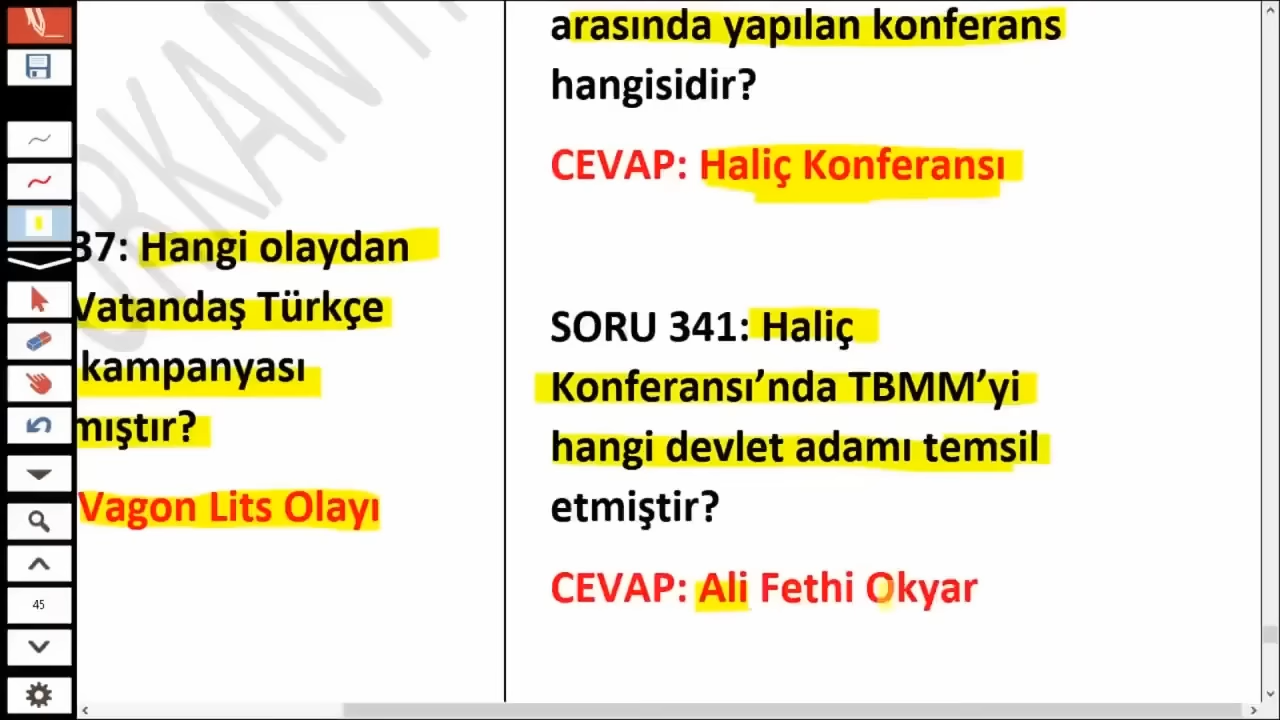 37: Hangi olaydan
Vatandaş Türkçe
kampanyası
mıştır?
Vagon Lits Olayı
arasında yapılan konferans
hangisidir?
CEVAP: Haliç Konferansı
SORU 341: Haliç
Konferansı’nda TBMM’yi
hangi devlet adamı temsil
etmiştir?
CEVAP: Ali Fethi Okyar
45